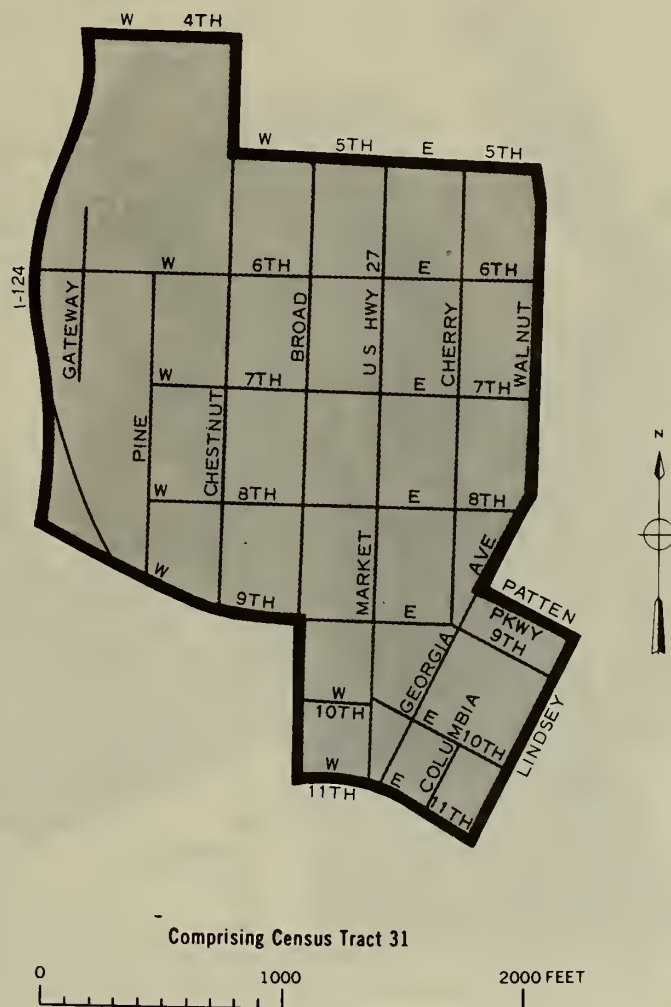 W 4TH
W 5TH E 5TH
W 6TH E 6TH
I-124
GATEWAY
BROAD
US HWY 27
CHERRY
WALNUT
W 7TH E 7TH
PINE
CHESTNUT
W 8TH E 8TH
MARKET
AVE
W 9TH E
PATTEN
PKWY
9TH
GEORGIA
W
10TH
E 10TH
COLUMBIA
LINDSEY
W
11TH
E 11TH
N
Comprising Census Tract 31
0 1000 2000 FEET